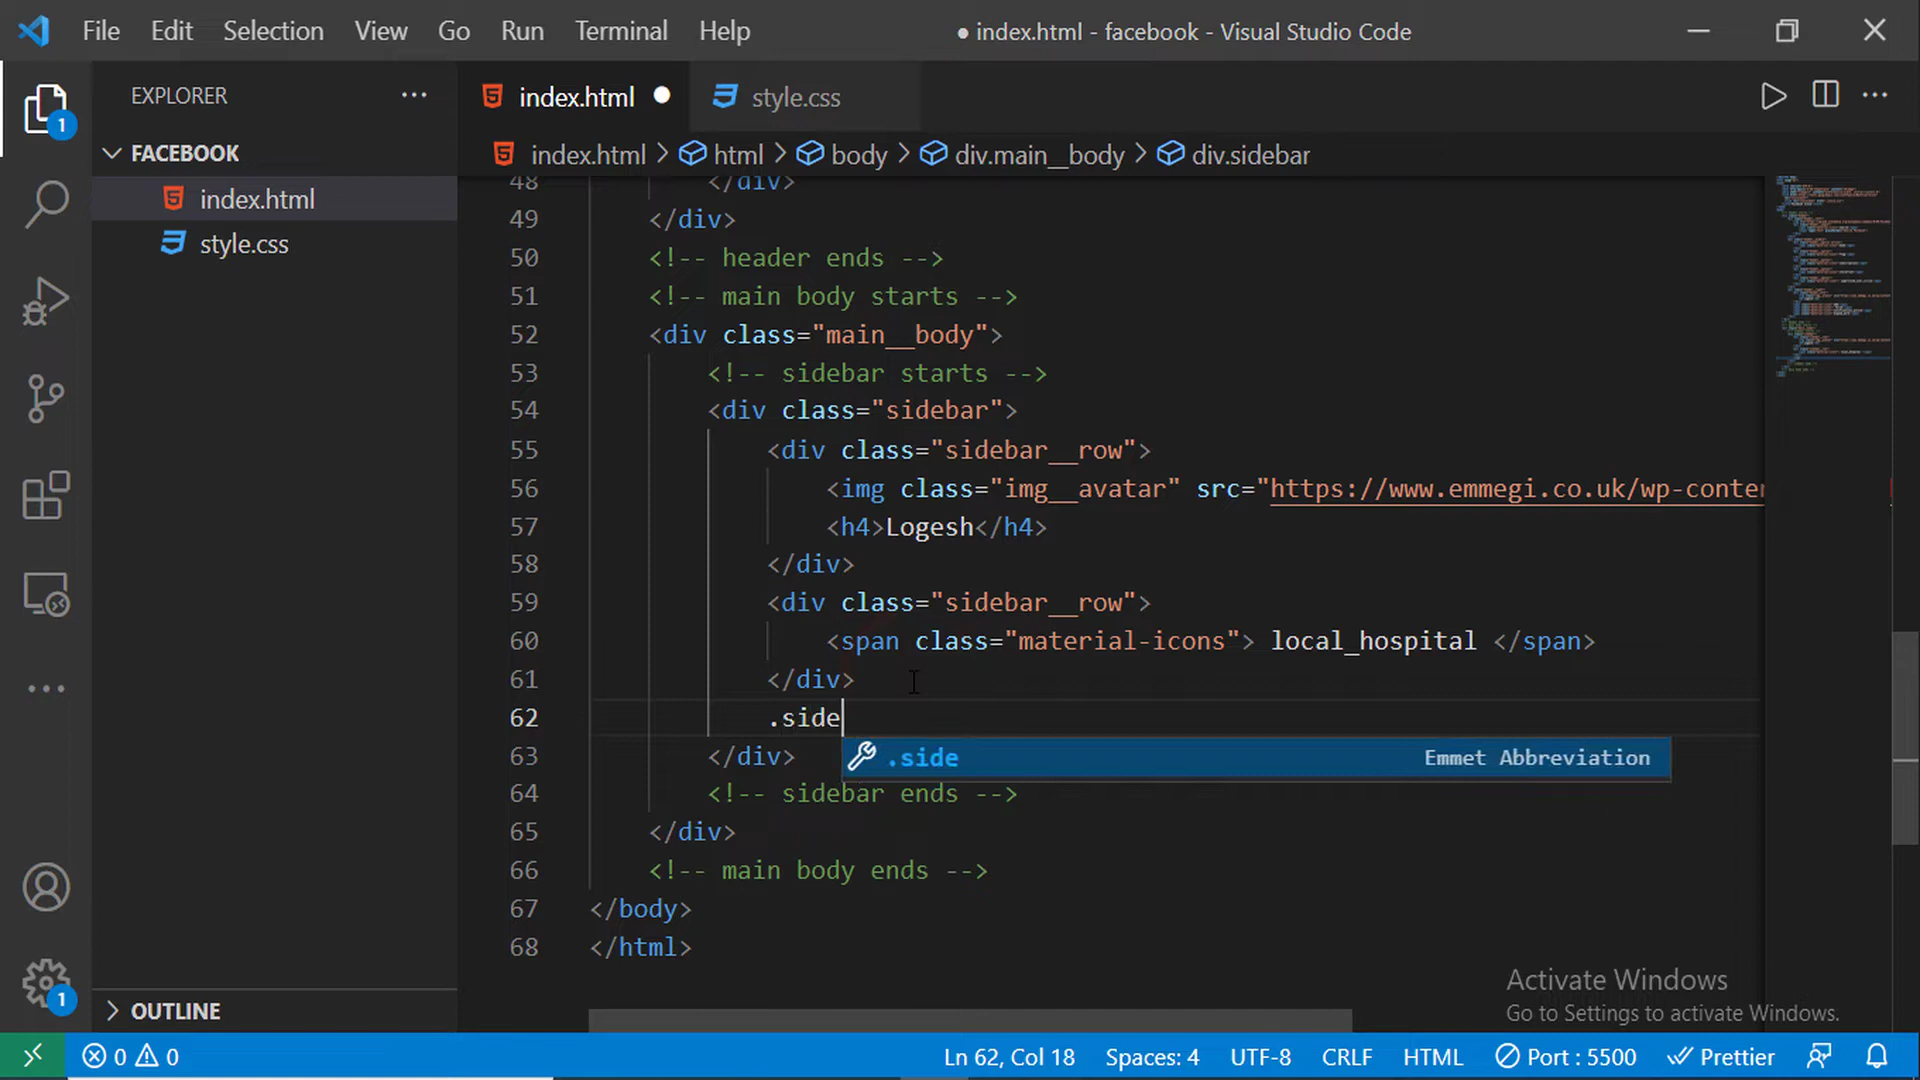 File Edit Selection View Go Run Terminal Help ● index.html - facebook - Visual Studio Code
EXPLORER ···
index.html ● style.css
FACEBOOK
index.html > html > body > div.main__body > div.sidebar
index.html
style.css
48 </div>
49 </div>
50 <!-- header ends -->
51 <!-- main body starts -->
52 <div class="main__body">
53 <!-- sidebar starts -->
54 <div class="sidebar">
55 <div class="sidebar__row">
56 <img class="img__avatar" src="https://www.emmegi.co.uk/wp-conter
57 <h4>Logesh</h4>
58 </div>
59 <div class="sidebar__row">
60 <span class="material-icons"> local_hospital </span>
61 </div>
62 .side
.side Emmet Abbreviation
63 </div>
64 <!-- sidebar ends -->
65 </div>
66 <!-- main body ends -->
67 </body>
68 </html>
1
1
OUTLINE
Activate Windows
Go to Settings to activate Windows.
0 0 Ln 62, Col 18 Spaces: 4 UTF-8 CRLF HTML Port : 5500 Prettier